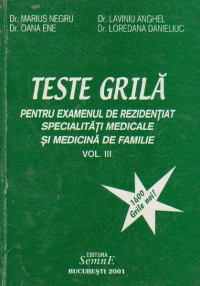 Dr. MARIUS NEGRU
Dr. LAVINIU ANGHEL
Dr. OANA ENE
Dr. LOREDANA DANIELIUC
TESTE GRILĂ
PENTRU EXAMENUL DE REZIDENȚIAT
SPECIALITĂȚI MEDICALE
ȘI MEDICINĂ DE FAMILIE
VOL. III
1400
Grile noi!
EDITURA
SemnE
BUCUREȘTI 2001